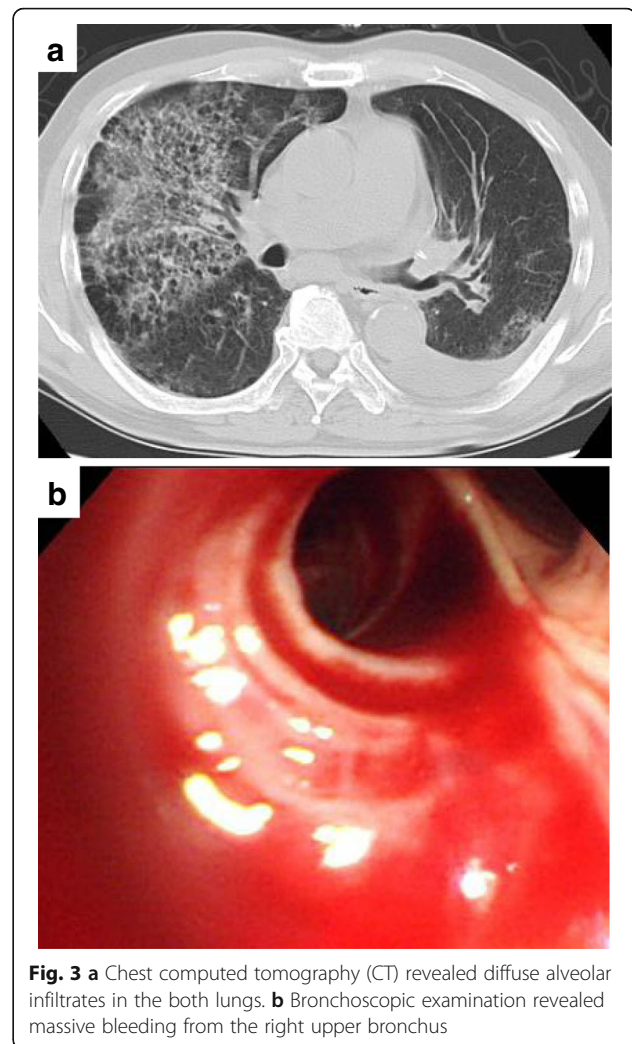 a
b
Fig. 3 a Chest computed tomography (CT) revealed diffuse alveolar
infiltrates in the both lungs. b Bronchoscopic examination revealed
massive bleeding from the right upper bronchus